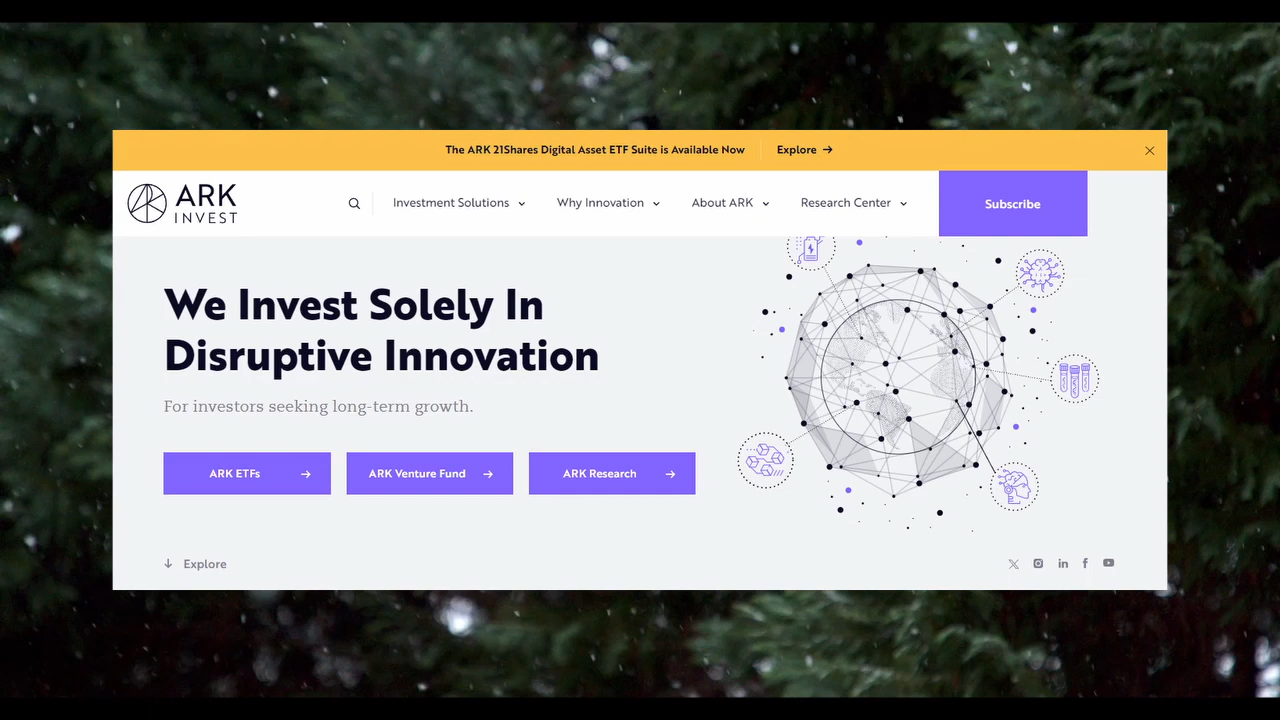 The ARK 21Shares Digital Asset ETF Suite is Available Now
Explore
ARK
INVEST
Investment Solutions
Why Innovation
About ARK
Research Center
Subscribe
We Invest Solely In
Disruptive Innovation
For investors seeking long-term growth.
ARK ETFs
ARK Venture Fund
ARK Research
Explore